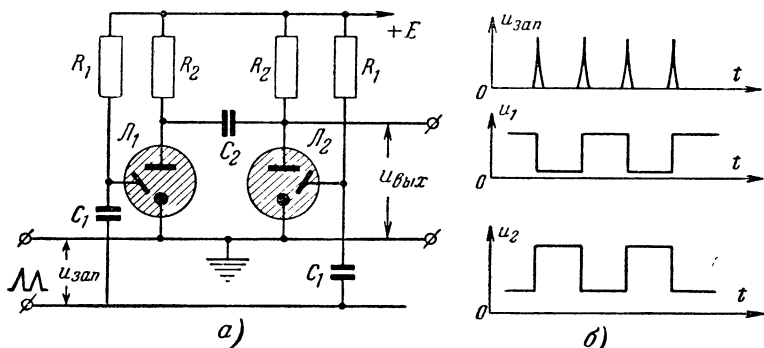 +E
R₁
R₂
R₂
R₁
Л₁
C₂
Л₂
uвых
C₁
C₁
uзап
а)
uзап
t
0
u₁
t
0
u₂
t
0
б)